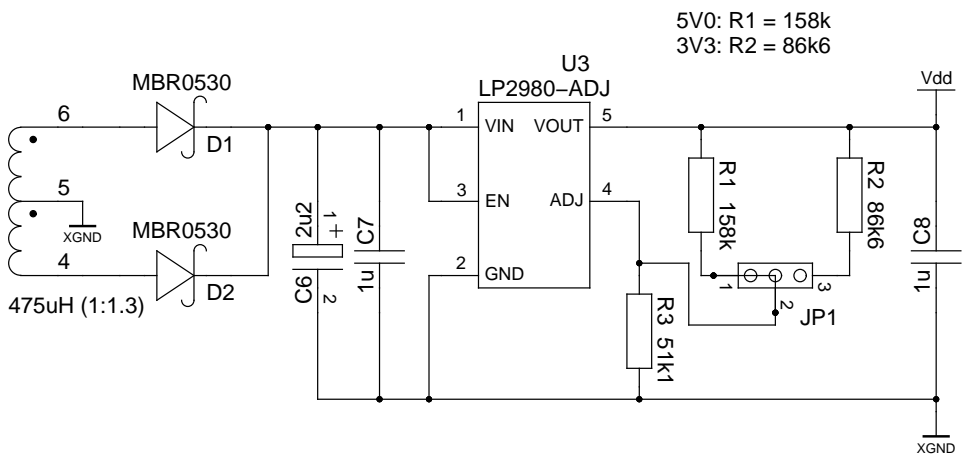 5V0: R1 = 158k
3V3: R2 = 86k6
MBR0530
D1
6
5
4
XGND
MBR0530
D2
475uH (1:1.3)
2u2
1
+
C6
2
C7
1u
U3
LP2980-ADJ
1
VIN
VOUT
5
3
EN
ADJ
4
2
GND
R1 158k
R2 86k6
R3 51k1
1
2
3
JP1
Vdd
C8
1u
XGND